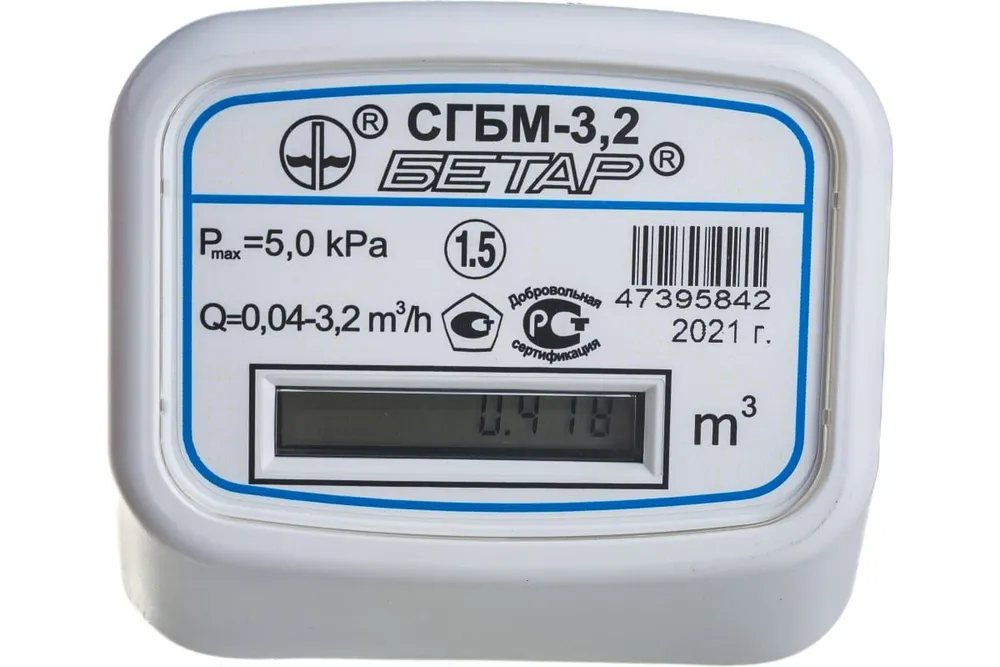 ® СГБМ-3,2
БЕТАР®
Pmax=5,0 kPa
1.5
47395842
2021 г.
Q=0,04-3,2 m³/h
Добровольная
РСТ
сертификация
0.418
m³